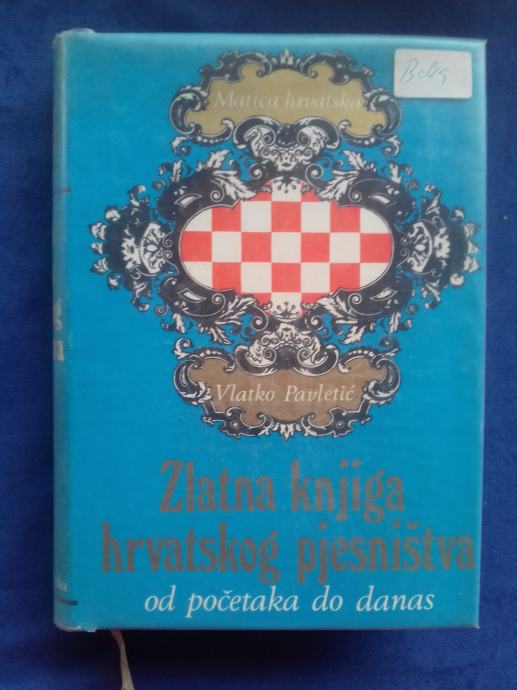 Matica hrvatska
Vlatko Pavletić
Zlatna knjiga
hrvatskog pjesništva
od početaka do danas